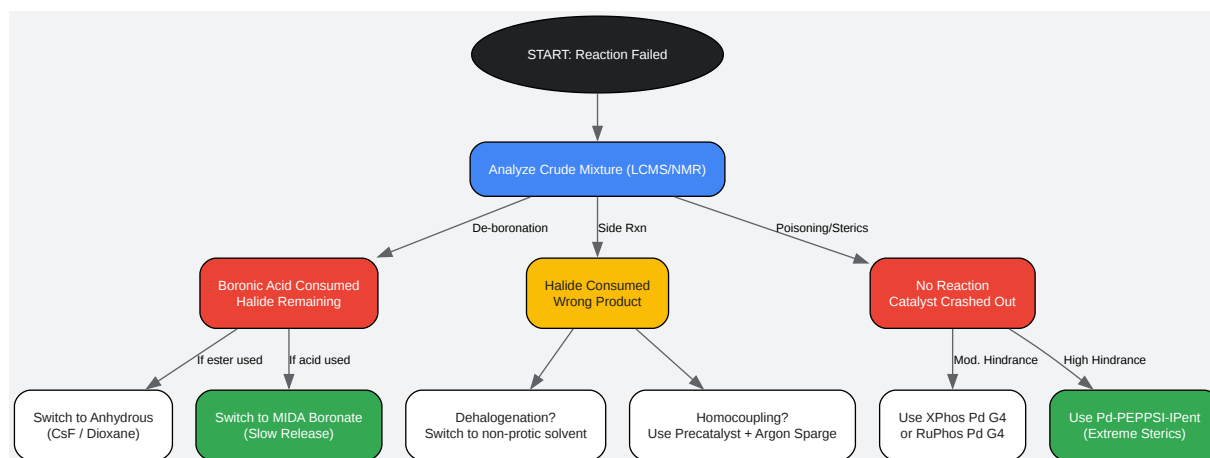 START: Reaction Failed
Analyze Crude Mixture (LCMS/NMR)
De-boronation
Side Rxn
Poisoning/Sterics
Boronic Acid Consumed
Halide Remaining
Halide Consumed
Wrong Product
No Reaction
Catalyst Crashed Out
If ester used
If acid used
Mod. Hindrance
High Hindrance
Switch to Anhydrous
(CsF / Dioxane)
Switch to MIDA Boronate
(Slow Release)
Dehalogenation?
Switch to non-protic solvent
Homocoupling?
Use Precatalyst + Argon Sparge
Use XPhos Pd G4
or RuPhos Pd G4
Use Pd-PEPPSI-IPent
(Extreme Sterics)